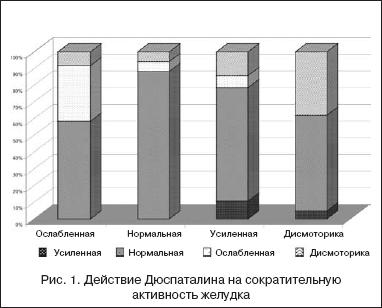 100%
90%
80%
70%
60%
50%
40%
30%
20%
10%
0%
Ослабленная Нормальная Усиленная Дисмоторика
Усиленная Нормальная Ослабленная Дисмоторика
Рис. 1. Действие Дюспаталина на сократительную
активность желудка